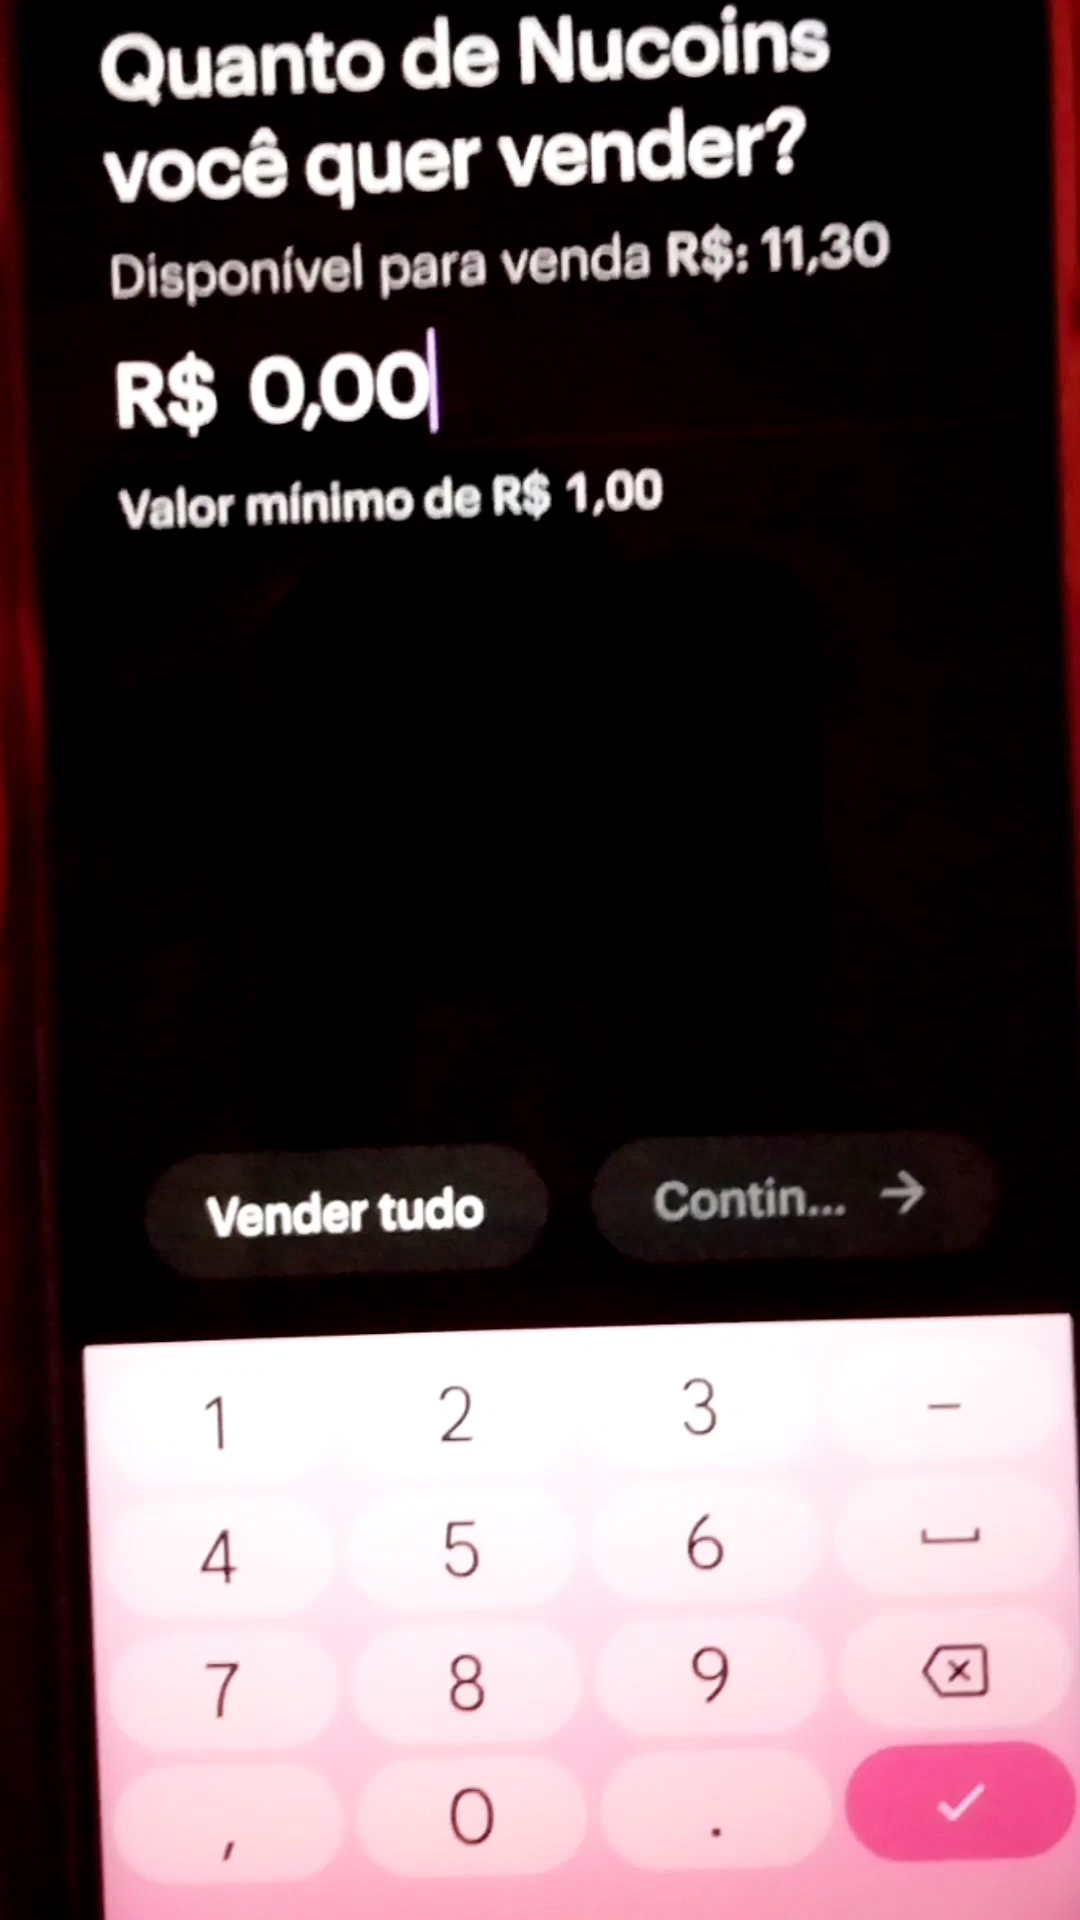 Quanto de Nucoins
você quer vender?
Disponível para venda R$: 11,30
R$ 0,00
Valor mínimo de R$ 1,00
Vender tudo
Contin... →
1 2 3 –
4 5 6
7 8 9
, 0 .